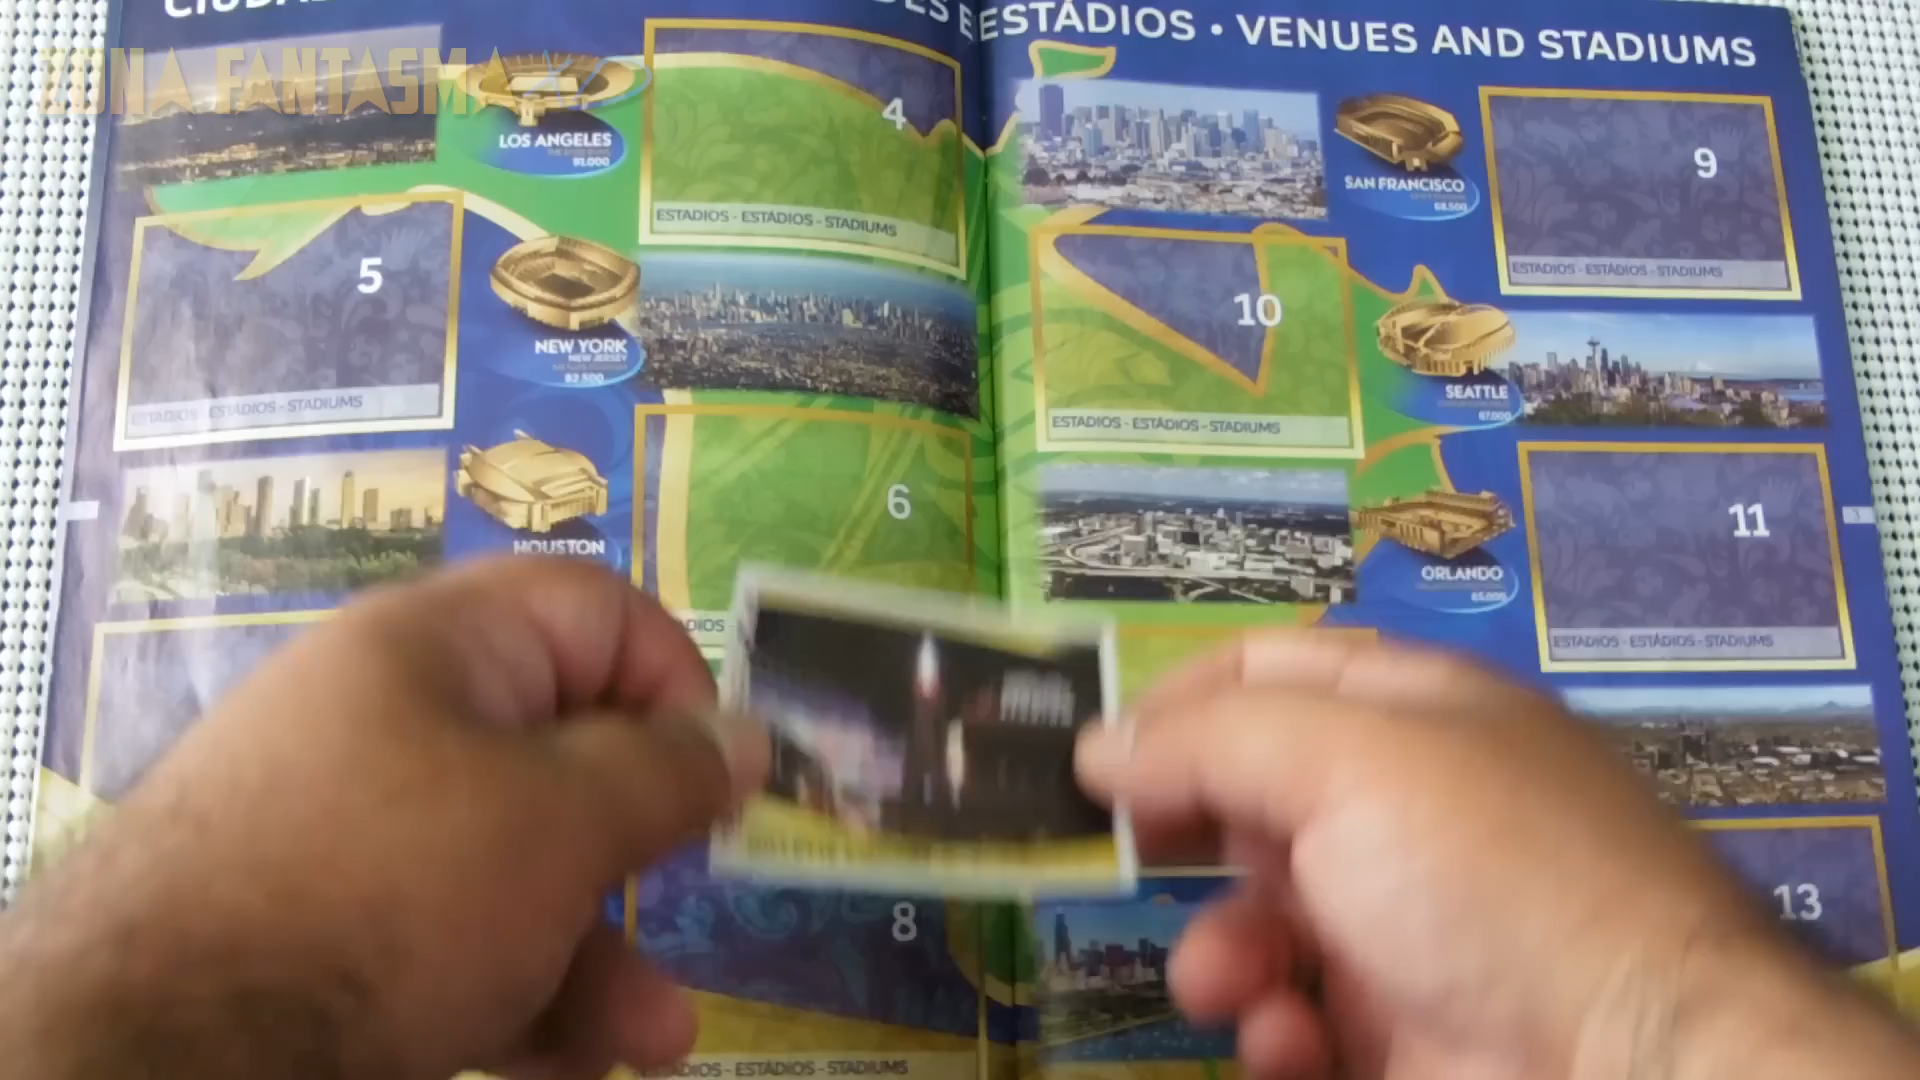 ESTÁDIOS • VENUES AND STADIUMS
ZONA FANTASMA
LOS ANGELES
91.000
4
ESTADIOS - ESTÁDIOS - STADIUMS
5
ESTADIOS - ESTÁDIOS - STADIUMS
NEW YORK
NEW JERSEY
82.500
HOUSTON
6
8
- ESTÁDIOS - STADIUMS
SAN FRANCISCO
68.500
9
ESTADIOS - ESTÁDIOS - STADIUMS
10
ESTADIOS - ESTÁDIOS - STADIUMS
SEATTLE
67.000
11
ESTADIOS - ESTÁDIOS - STADIUMS
ORLANDO
65.000
13